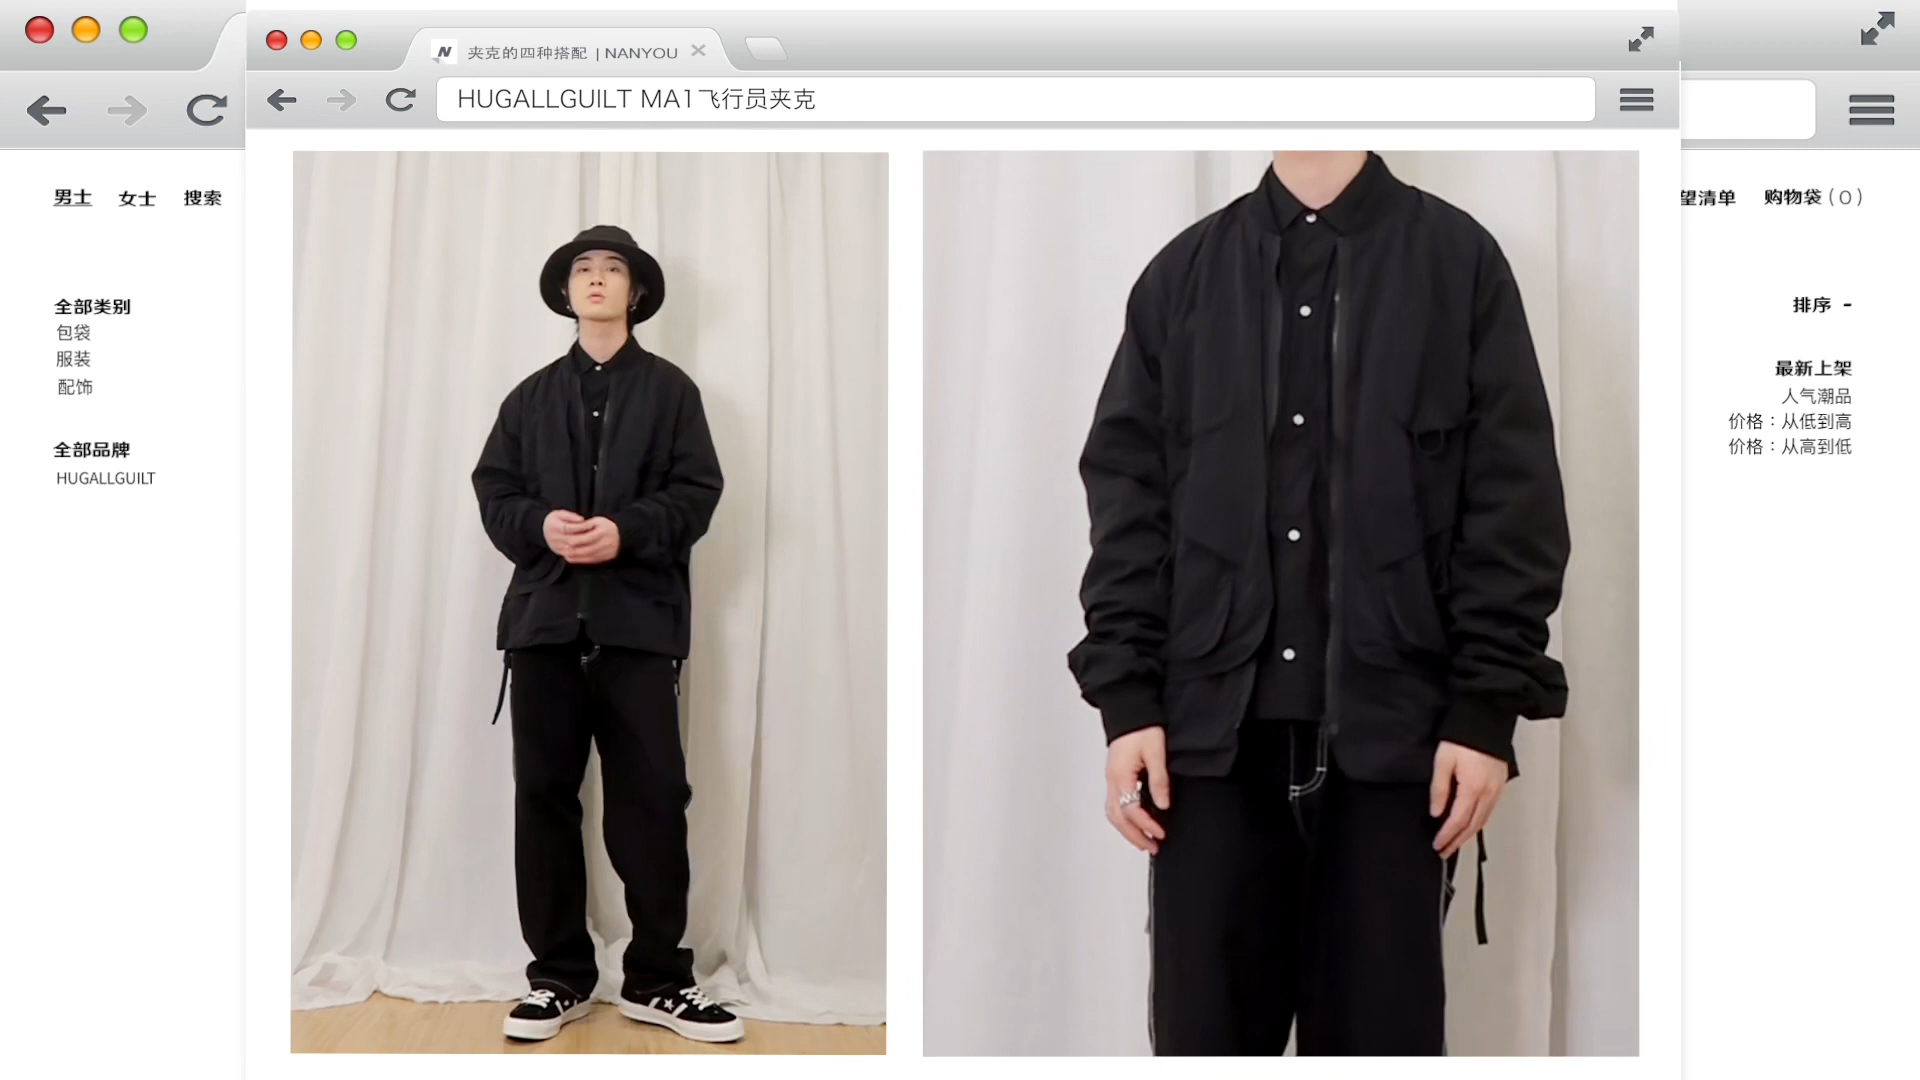 夹克的四种搭配 | NANYOU
HUGALLGUILT MA1飞行员夹克
男士 女士 搜索
望清单 购物袋 ( 0 )
全部类别
包袋
服装
配饰
全部品牌
HUGALLGUILT
排序 -
最新上架
人气潮品
价格：从低到高
价格：从高到低